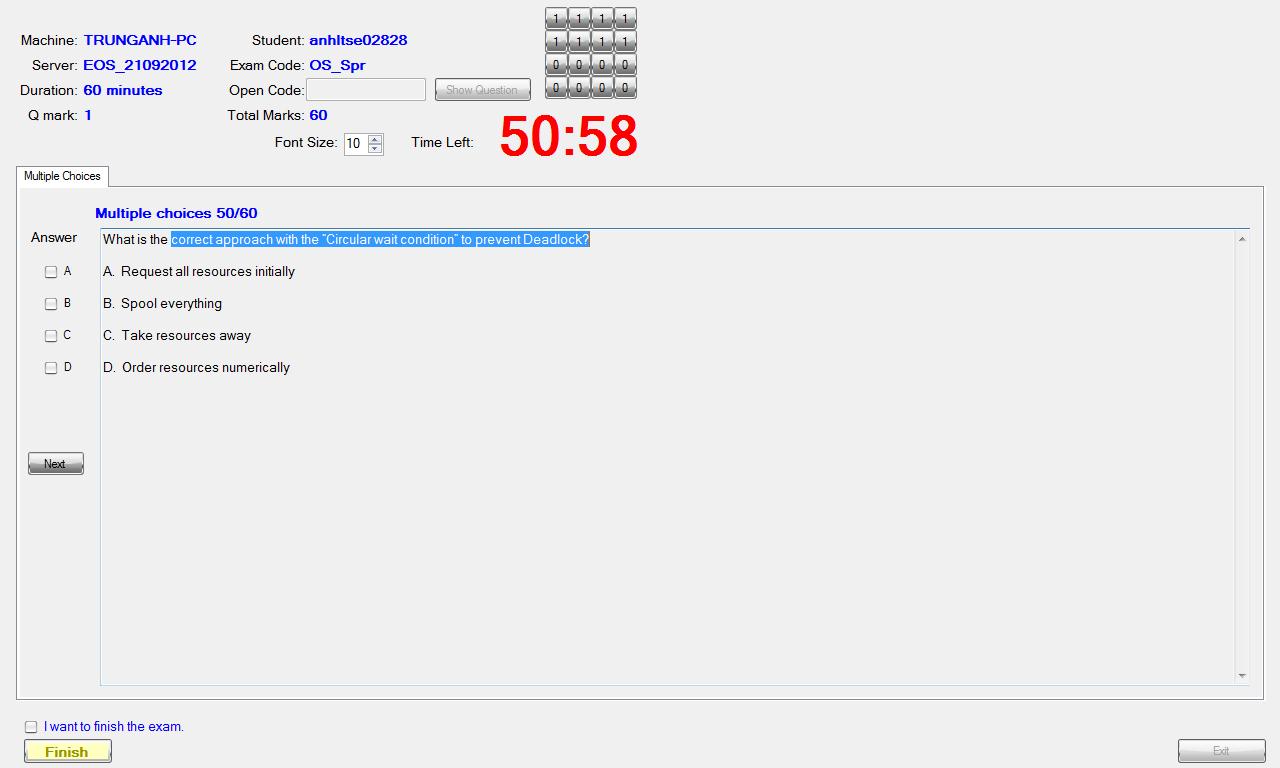 Machine: TRUNGANH-PC Student: anhltse02828
Server: EOS_21092012 Exam Code: OS_Spr
Duration: 60 minutes Open Code: Show Question
Q mark: 1 Total Marks: 60
1 1 1 1
1 1 1 1
0 0 0 0
0 0 0 0
Font Size: 10 Time Left: 50:58
Multiple Choices
Multiple choices 50/60
Answer
What is the correct approach with the "Circular wait condition" to prevent Deadlock?
A A. Request all resources initially
B B. Spool everything
C C. Take resources away
D D. Order resources numerically
Next
I want to finish the exam.
Finish
Exit